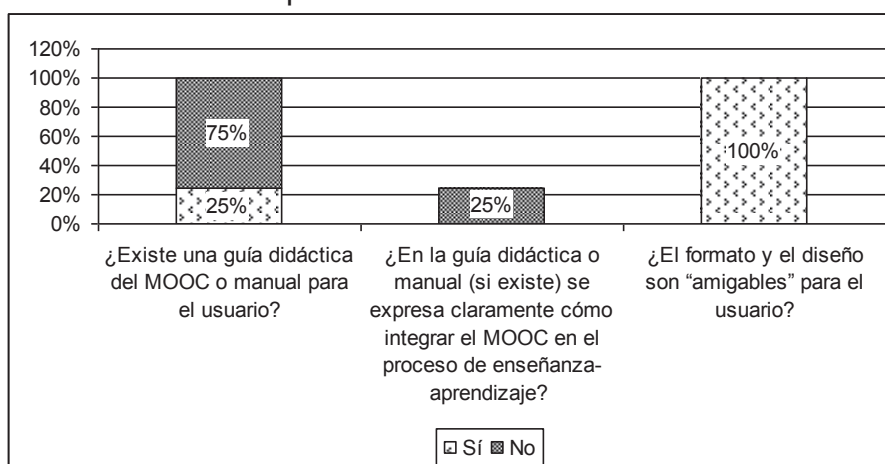 120%
100%
80%
60%
40%
20%
0%
75%
25%
25%
100%
¿Existe una guía didáctica
del MOOC o manual para
el usuario?
¿En la guía didáctica o
manual (si existe) se
expresa claramente cómo
integrar el MOOC en el
proceso de enseñanza-
aprendizaje?
¿El formato y el diseño
son “amigables” para el
usuario?
Sí No